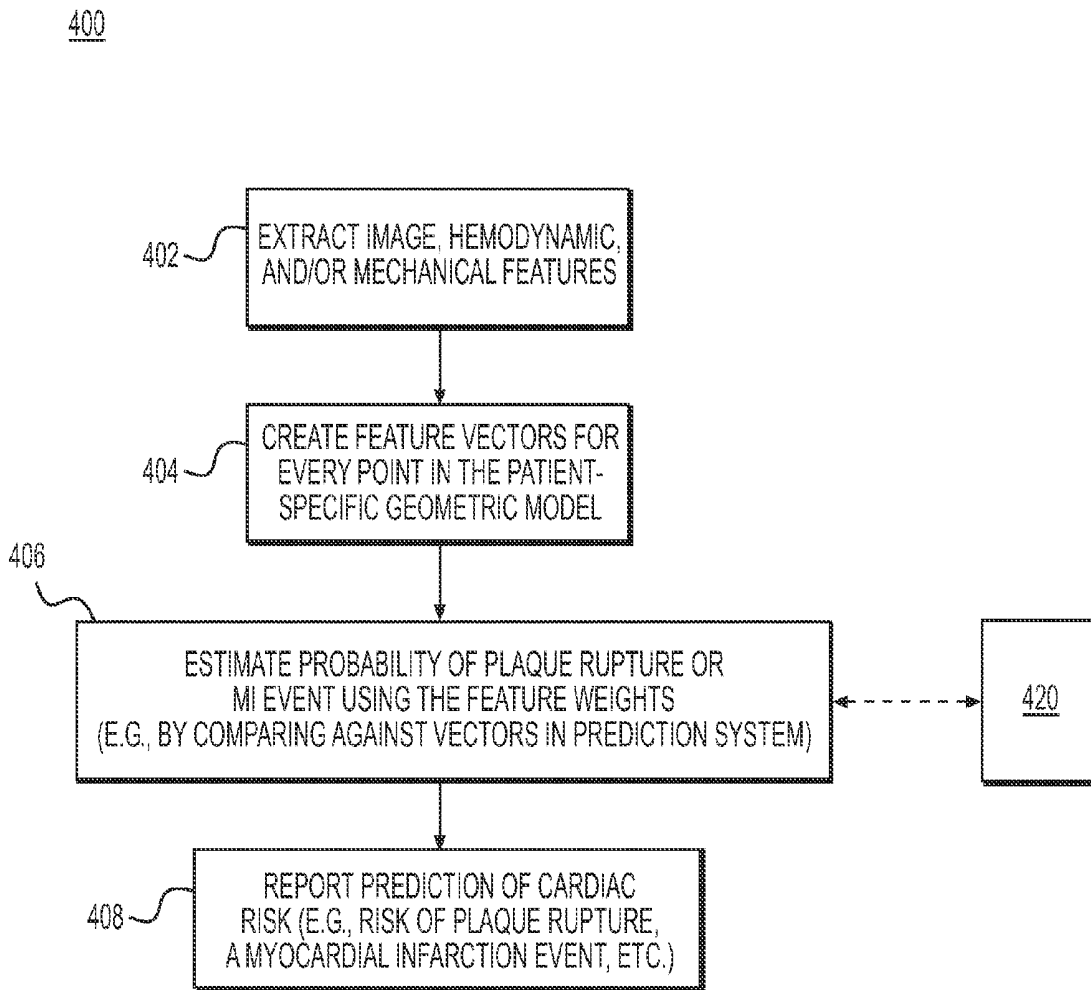 400
402
EXTRACT IMAGE, HEMODYNAMIC,
AND/OR MECHANICAL FEATURES
404
CREATE FEATURE VECTORS FOR
EVERY POINT IN THE PATIENT-
SPECIFIC GEOMETRIC MODEL
406
ESTIMATE PROBABILITY OF PLAQUE RUPTURE OR
MI EVENT USING THE FEATURE WEIGHTS
(E.G., BY COMPARING AGAINST VECTORS IN PREDICTION SYSTEM)
420
408
REPORT PREDICTION OF CARDIAC
RISK (E.G., RISK OF PLAQUE RUPTURE,
A MYOCARDIAL INFARCTION EVENT, ETC.)